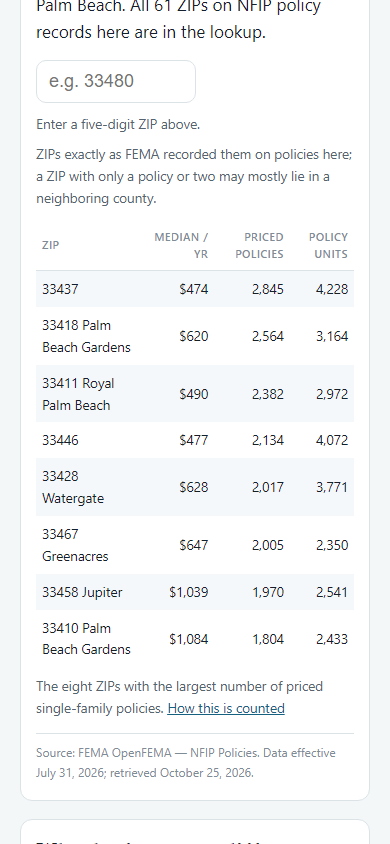 Palm Beach. All 61 ZIPs on NFIP policy
records here are in the lookup.
e.g. 33480
Enter a five-digit ZIP above.
ZIPs exactly as FEMA recorded them on policies here;
a ZIP with only a policy or two may mostly lie in a
neighboring county.
ZIP MEDIAN / YR PRICED POLICIES POLICY UNITS
33437 $474 2,845 4,228
33418 Palm Beach Gardens $620 2,564 3,164
33411 Royal Palm Beach $490 2,382 2,972
33446 $477 2,134 4,072
33428 Watergate $628 2,017 3,771
33467 Greenacres $647 2,005 2,350
33458 Jupiter $1,039 1,970 2,541
33410 Palm Beach Gardens $1,084 1,804 2,433
The eight ZIPs with the largest number of priced
single-family policies. How this is counted
Source: FEMA OpenFEMA — NFIP Policies. Data effective
July 31, 2026; retrieved October 25, 2026.